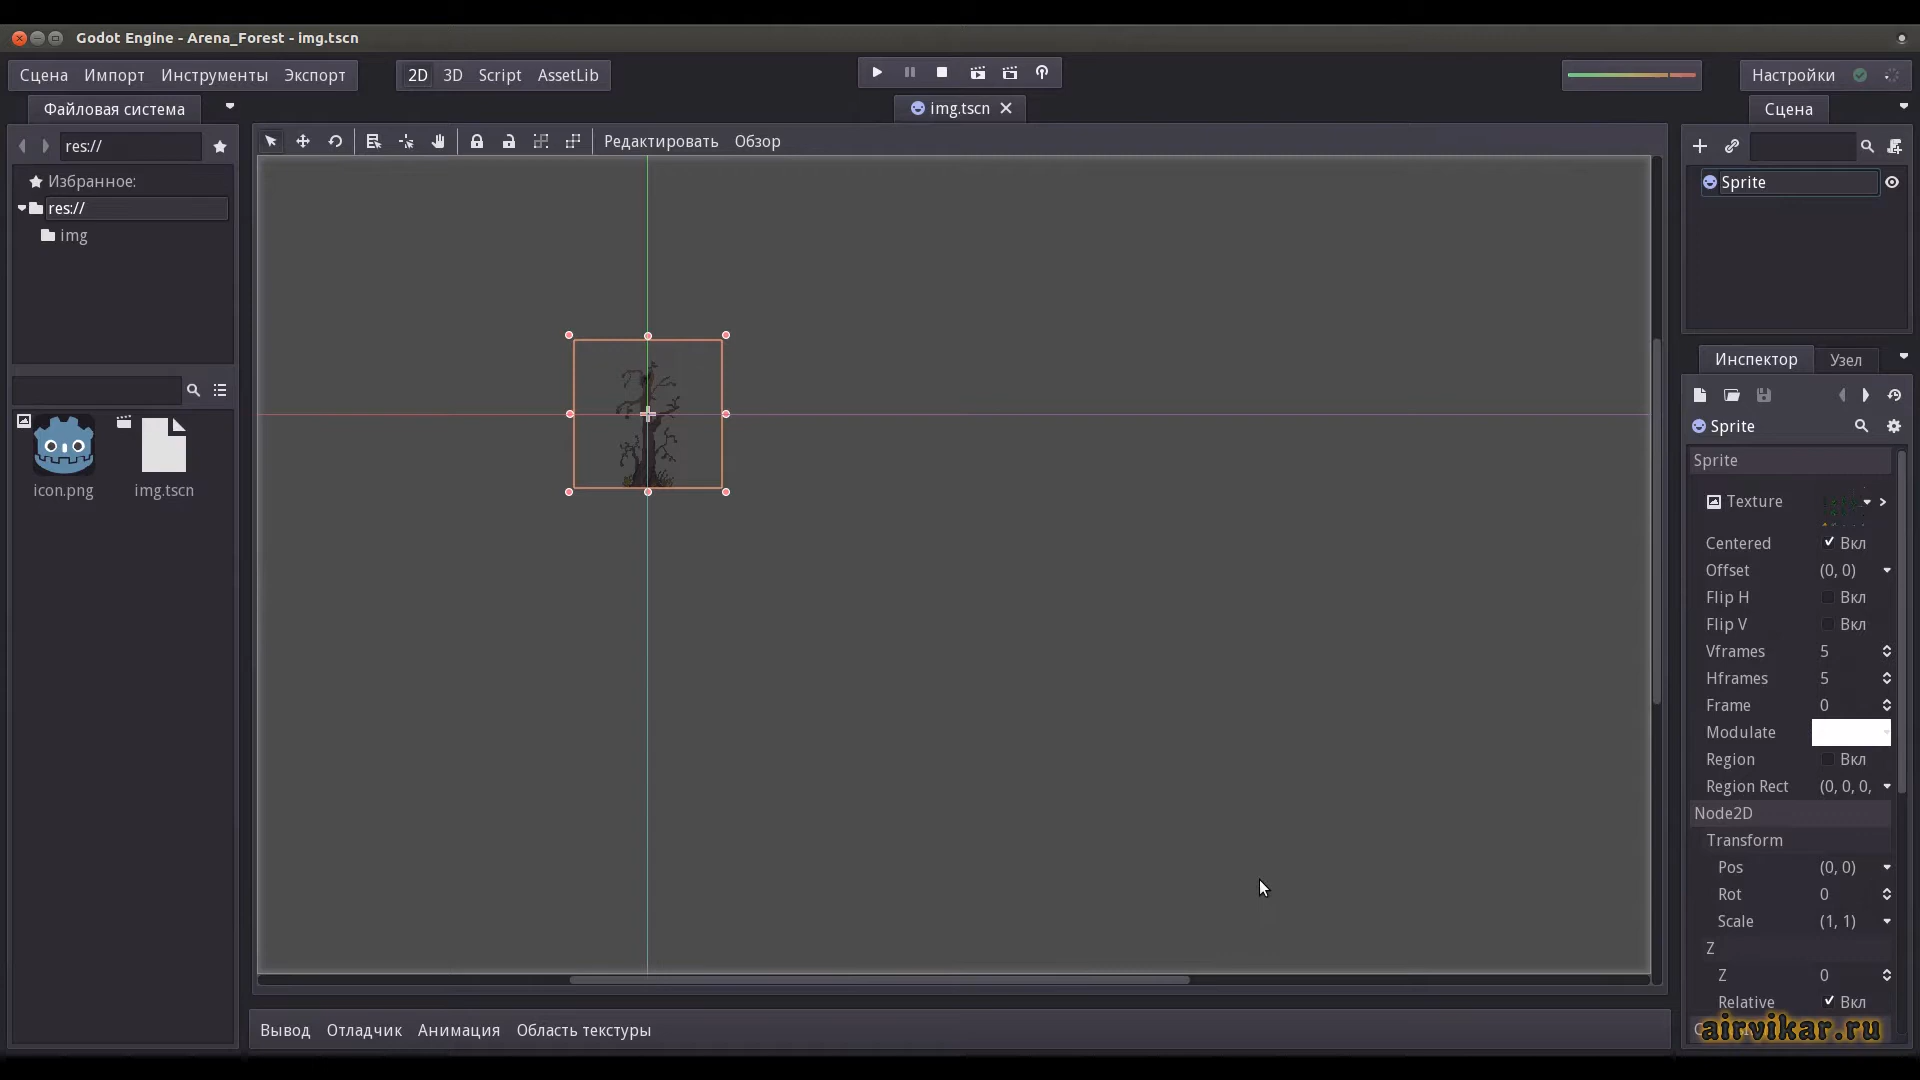 Godot Engine - Arena_Forest - img.tscn
Сцена Импорт Инструменты Экспорт
2D 3D Script AssetLib
Настройки
Файловая система
img.tscn
Сцена
res://
Редактировать Обзор
Избранное:
res://
img
icon.png
img.tscn
Sprite
Инспектор Узел
Sprite
Sprite
Texture
Centered Вкл
Offset (0, 0)
Flip H Вкл
Flip V Вкл
Vframes 5
Hframes 5
Frame 0
Modulate
Region Вкл
Region Rect (0, 0, 0,
Node2D
Transform
Pos (0, 0)
Rot 0
Scale (1, 1)
Z
Z 0
Relative Вкл
airvikar.ru
Вывод Отладчик Анимация Область текстуры